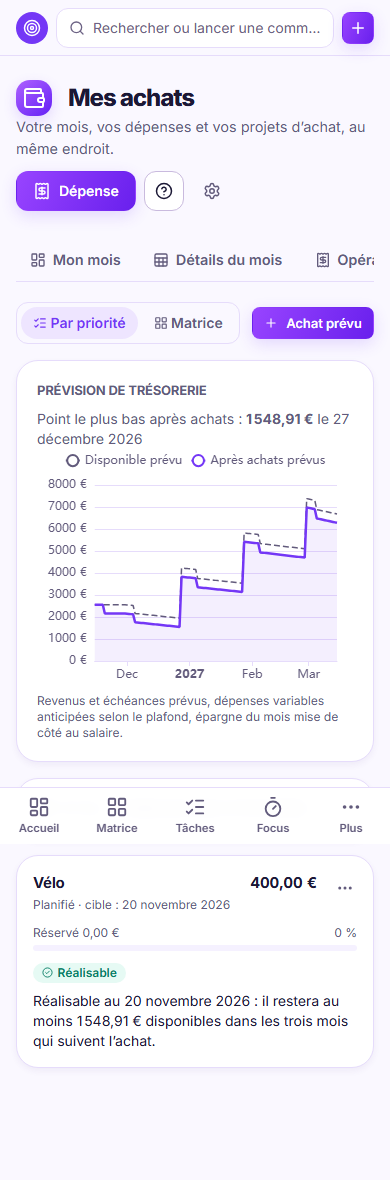 Rechercher ou lancer une comm...
Mes achats
Votre mois, vos dépenses et vos projets d'achat, au
même endroit.
Dépense
Mon mois
Détails du mois
Opéra
Par priorité
Matrice
Achat prévu
PRÉVISION DE TRÉSORERIE
Point le plus bas après achats : 1 548,91 € le 27
décembre 2026
Disponible prévu
Après achats prévus
8000 €
7000 €
6000 €
5000 €
4000 €
3000 €
2000 €
1000 €
0 €
Dec
2027
Feb
Mar
Revenus et échéances prévus, dépenses variables
anticipées selon le plafond, épargne du mois mise de
côté au salaire.
Accueil
Matrice
Tâches
Focus
Plus
Vélo
400,00 €
Planifié · cible : 20 novembre 2026
Réservé 0,00 €
0 %
Réalisable
Réalisable au 20 novembre 2026 : il restera au
moins 1 548,91 € disponibles dans les trois mois
qui suivent l'achat.